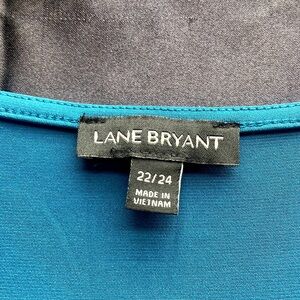 LANE BRYANT
22/24
MADE IN
VIETNAM